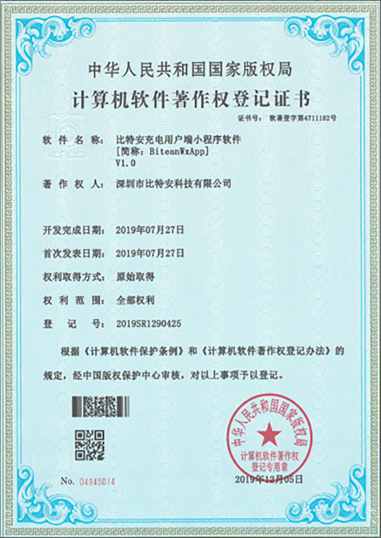 中华人民共和国国家版权局
计算机软件著作权登记证书
证书号： 软著登字第4711182号
软件名称： 比特安充电用户端小程序软件
[简称：BiteanWxApp]
V1.0
著作权人： 深圳市比特安科技有限公司
开发完成日期： 2019年07月27日
首次发表日期： 2019年07月27日
权利取得方式： 原始取得
权利范围： 全部权利
登记号： 2019SR1290425
根据《计算机软件保护条例》和《计算机软件著作权登记办法》的
规定，经中国版权保护中心审核，对以上事项予以登记。
中华人民共和国国家版权局
计算机软件著作权
登记专用章
No. 04945014
2019年12月05日